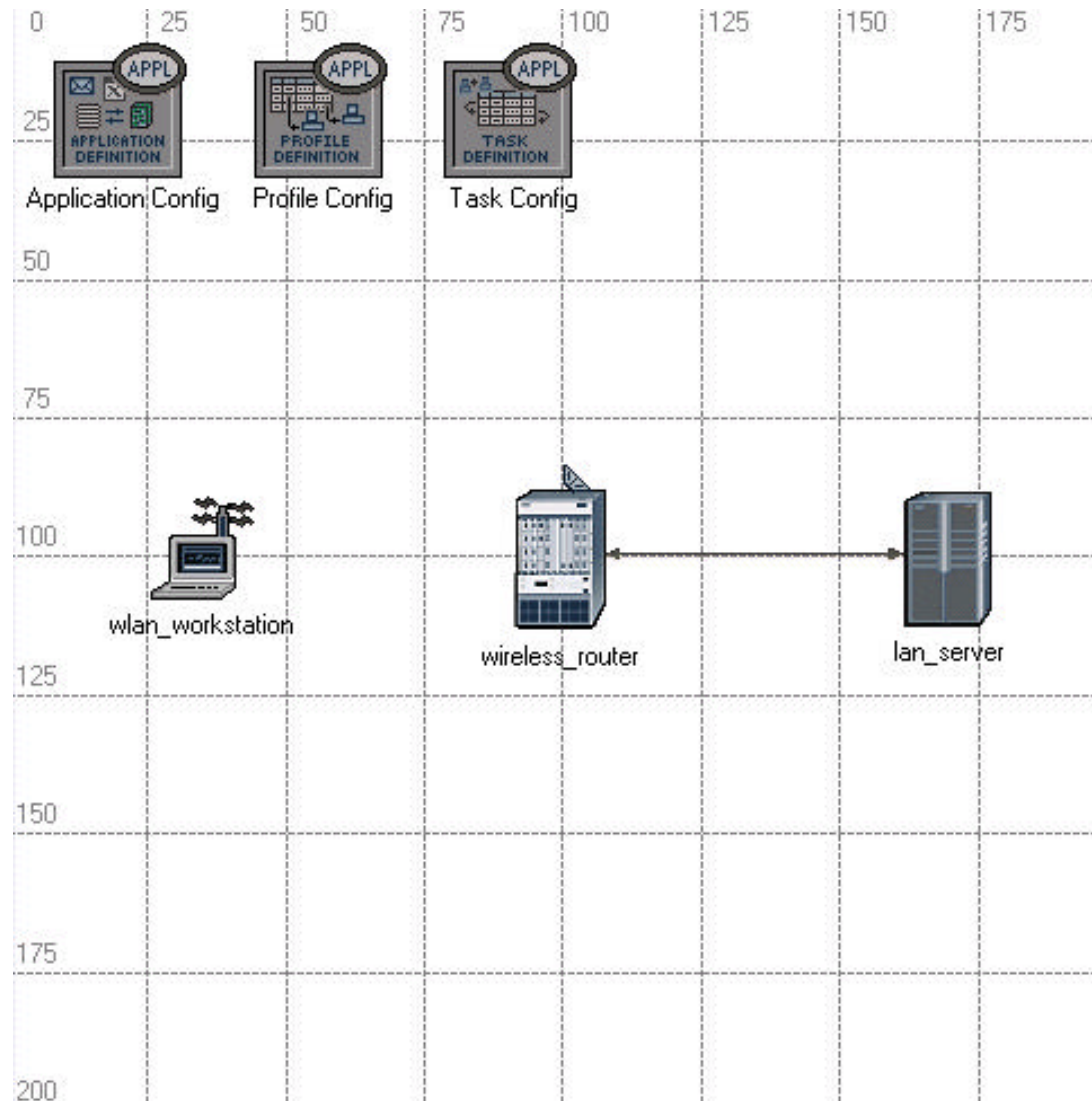 0 25 50 75 100 125 150 175
APPL APPL APPL
25
APPLICATION DEFINITION
PROFILE DEFINITION
TASK DEFINITION
Application Config Profile Config Task Config
50
75
100
wlan_workstation
wireless_router
lan_server
125
150
175
200